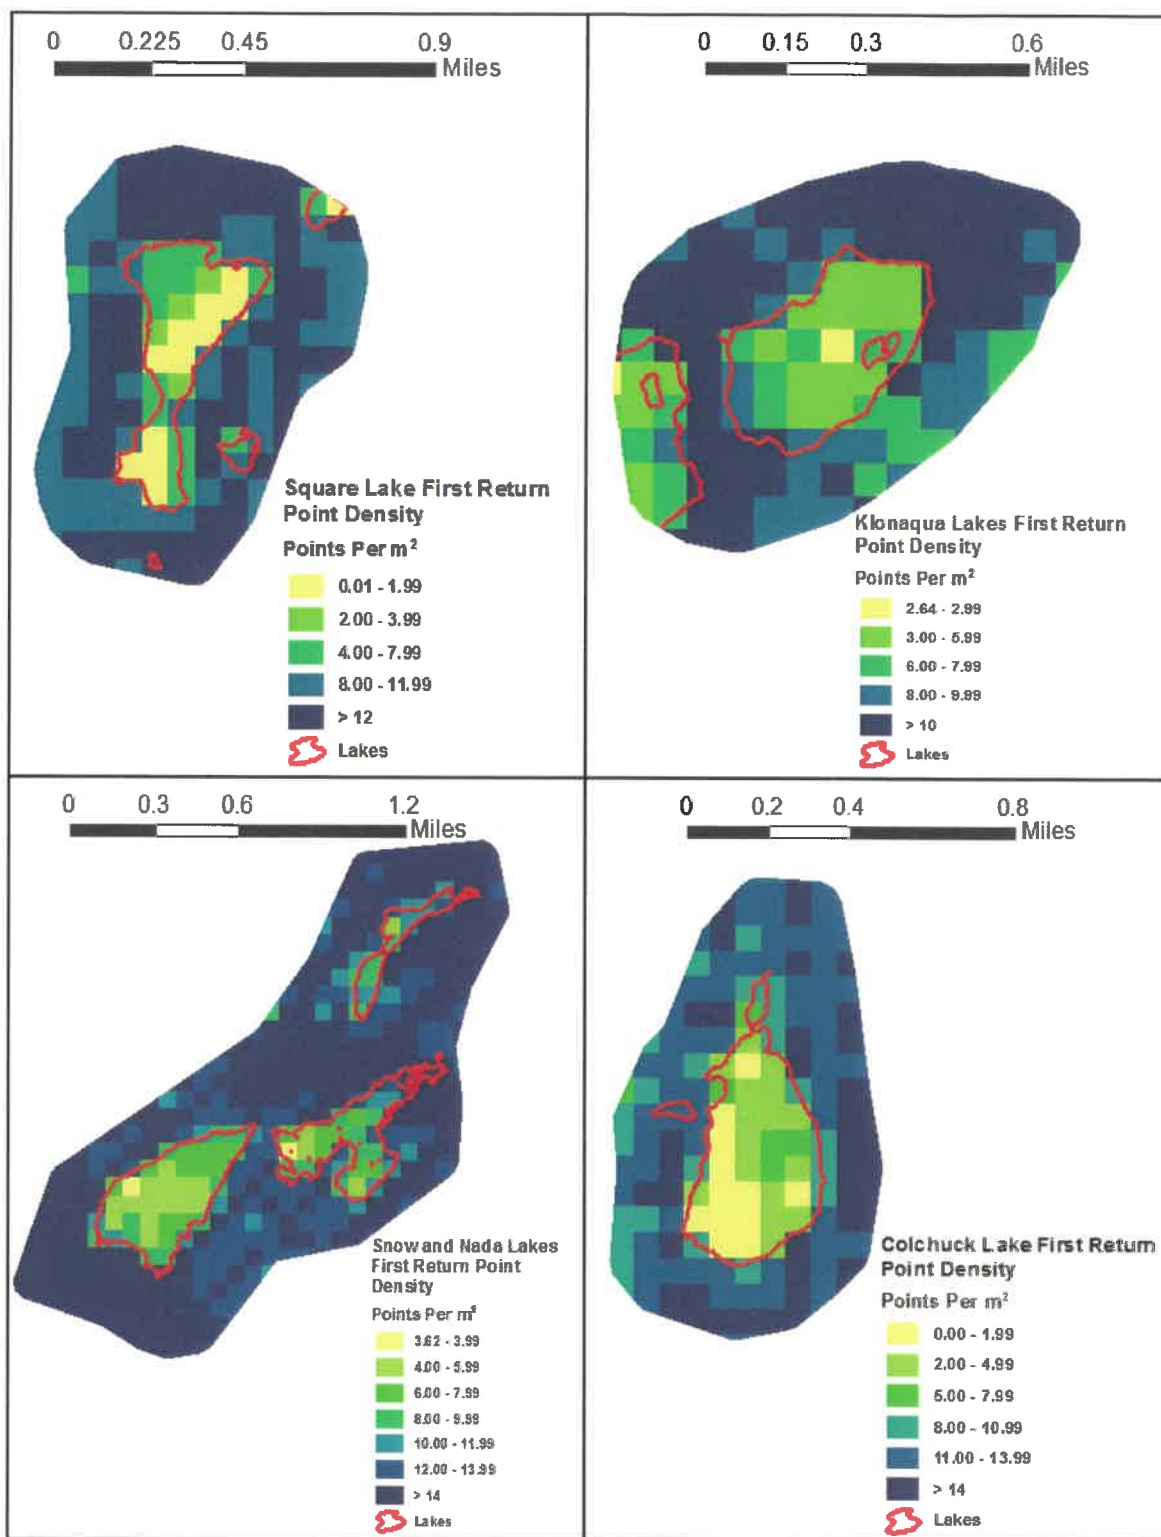 0 0.225 0.45 0.9
Miles
Square Lake First Return
Point Density
Points Per m²
0.01 - 1.99
2.00 - 3.99
4.00 - 7.99
8.00 - 11.99
> 12
Lakes
0 0.15 0.3 0.6
Miles
Klonaqua Lakes First Return
Point Density
Points Per m²
2.64 - 2.99
3.00 - 5.99
6.00 - 7.99
8.00 - 9.99
> 10
Lakes
0 0.3 0.6 1.2
Miles
Snow and Nada Lakes
First Return Point
Density
Points Per m²
3.62 - 3.99
4.00 - 5.99
6.00 - 7.99
8.00 - 9.99
10.00 - 11.99
12.00 - 13.99
> 14
Lakes
0 0.2 0.4 0.8
Miles
Colchuck Lake First Return
Point Density
Points Per m²
0.00 - 1.99
2.00 - 4.99
5.00 - 7.99
8.00 - 10.99
11.00 - 13.99
> 14
Lakes